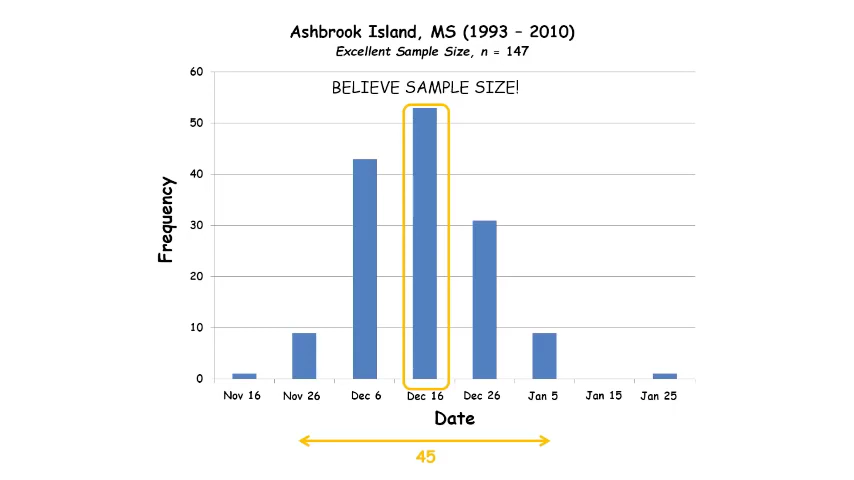 Ashbrook Island, MS (1993 – 2010)
Excellent Sample Size, n = 147
BELIEVE SAMPLE SIZE!
60
50
40
30
20
10
0
Frequency
Nov 16 Nov 26 Dec 6 Dec 16 Dec 26 Jan 5 Jan 15 Jan 25
Date
45